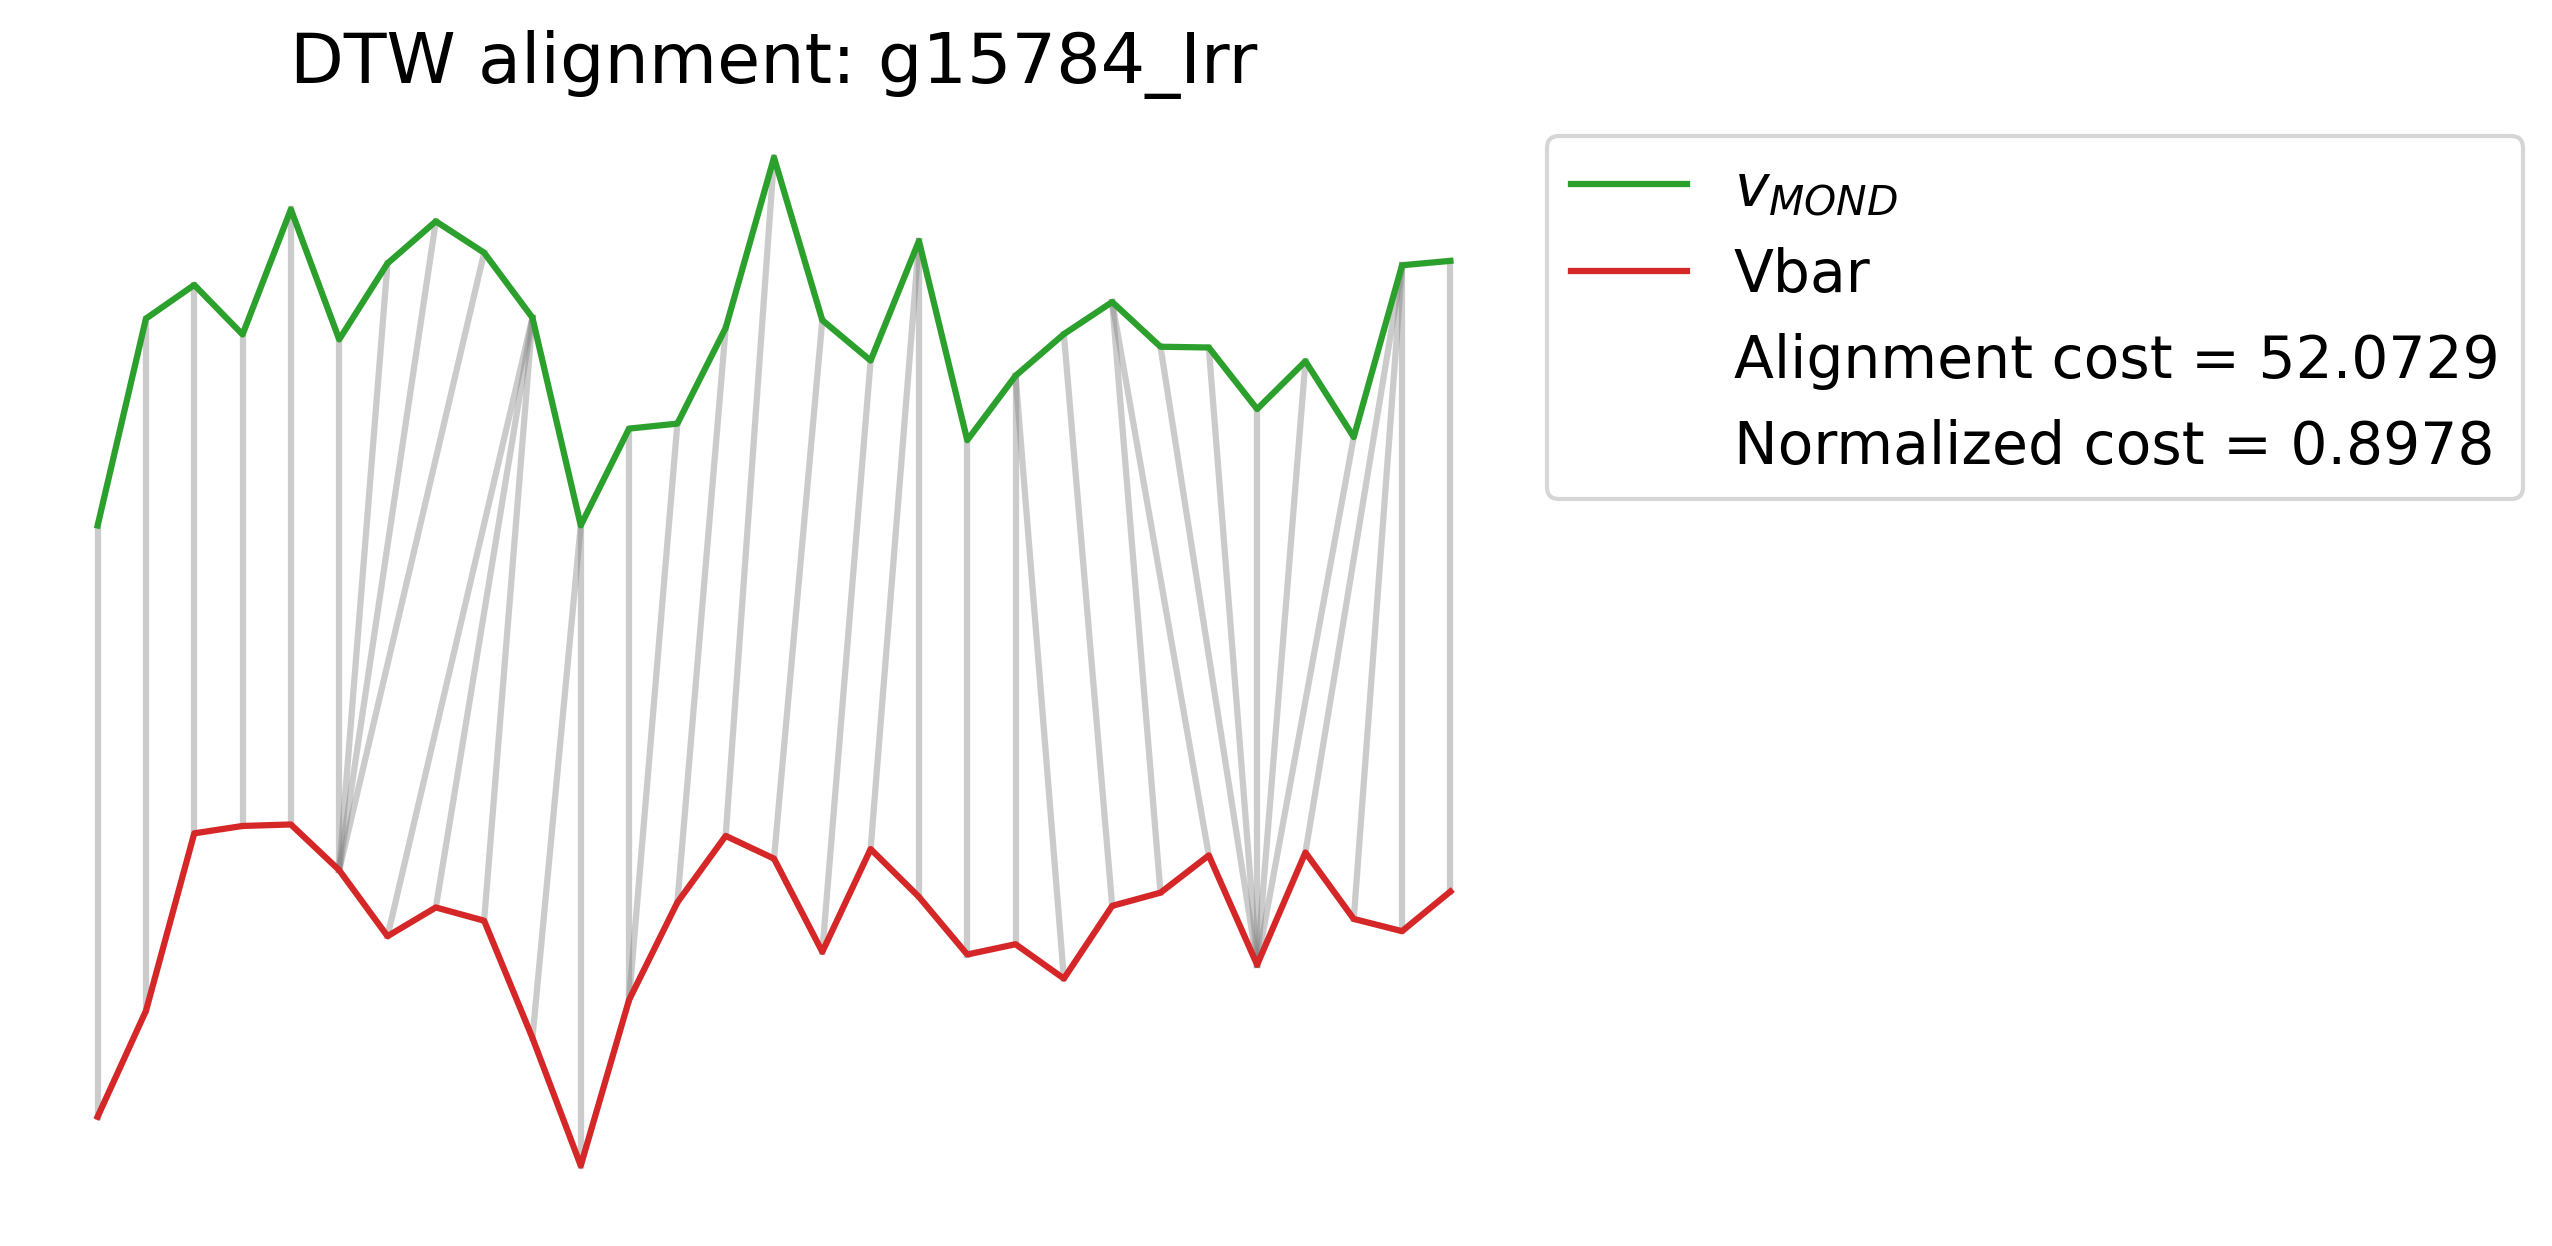 DTW alignment: g15784_Irr
v_MOND
Vbar
Alignment cost = 52.0729
Normalized cost = 0.8978